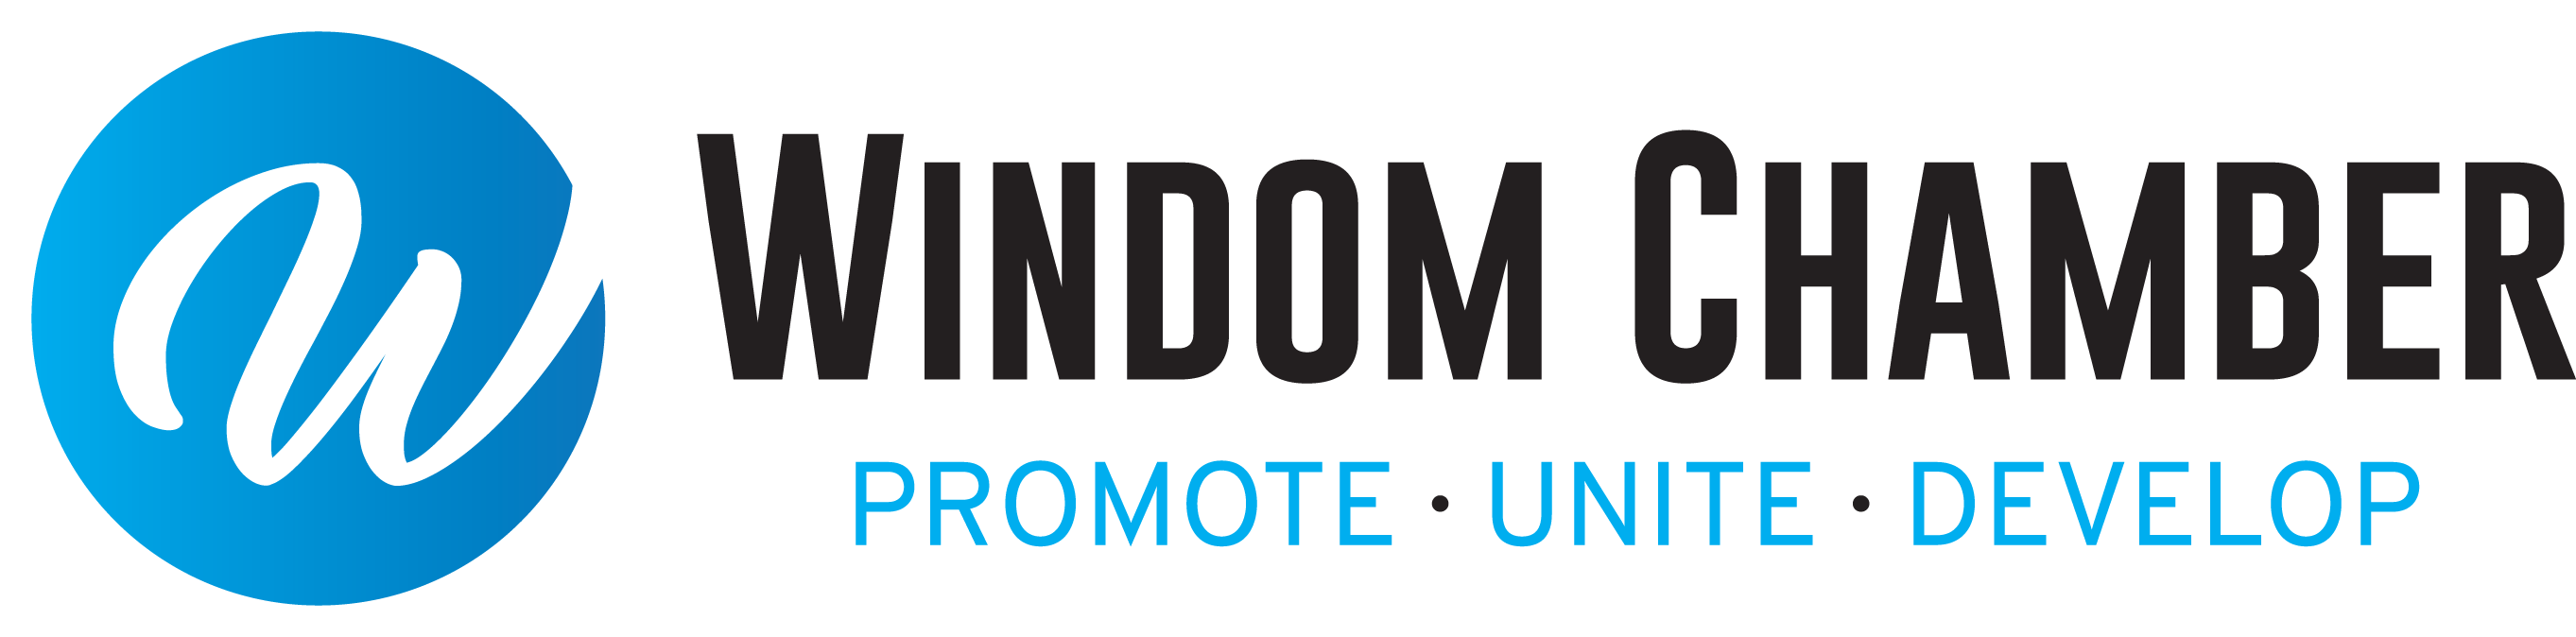 W
WINDOM CHAMBER
PROMOTE · UNITE · DEVELOP